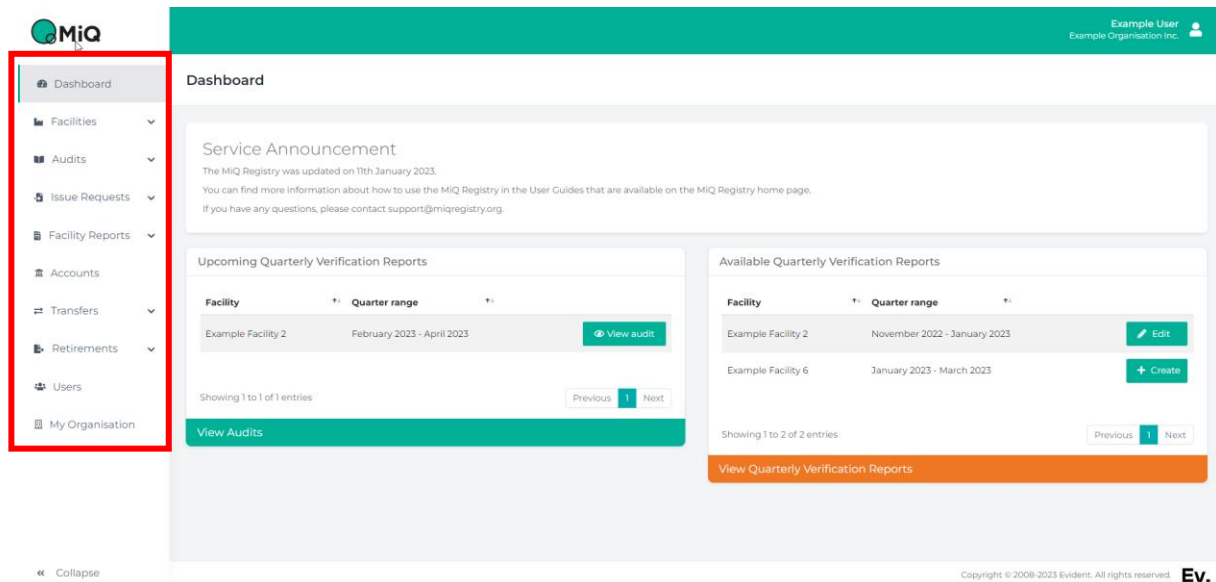 MiQ
Example User
Example Organisation Inc.
Dashboard
Facilities
Audits
Issue Requests
Facility Reports
Accounts
Transfers
Retirements
Users
My Organisation
Collapse
Dashboard
Service Announcement
The MiQ Registry was updated on 11th January 2023.
You can find more information about how to use the MiQ Registry in the User Guides that are available on the MiQ Registry home page.
If you have any questions, please contact support@miqregistry.org.
Upcoming Quarterly Verification Reports
Facility Quarter range
Example Facility 2 February 2023 - April 2023 View audit
Showing 1 to 1 of 1 entries Previous 1 Next
View Audits
Available Quarterly Verification Reports
Facility Quarter range
Example Facility 2 November 2022 - January 2023 Edit
Example Facility 6 January 2023 - March 2023 + Create
Showing 1 to 2 of 2 entries Previous 1 Next
View Quarterly Verification Reports
Copyright © 2008-2023 Evident. All rights reserved. Ev.